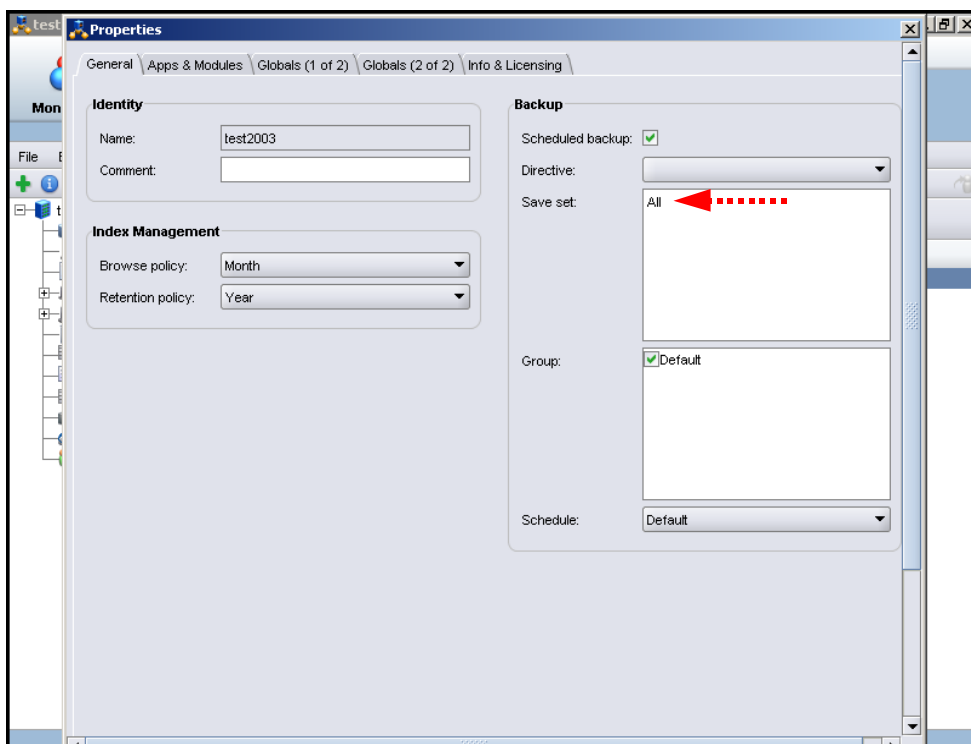 test
Properties
General Apps & Modules Globals (1 of 2) Globals (2 of 2) Info & Licensing
Mon
File
Identity
Name: test2003
Comment:
Index Management
Browse policy: Month
Retention policy: Year
Backup
Scheduled backup:
Directive:
Save set: All
Group: Default
Schedule: Default